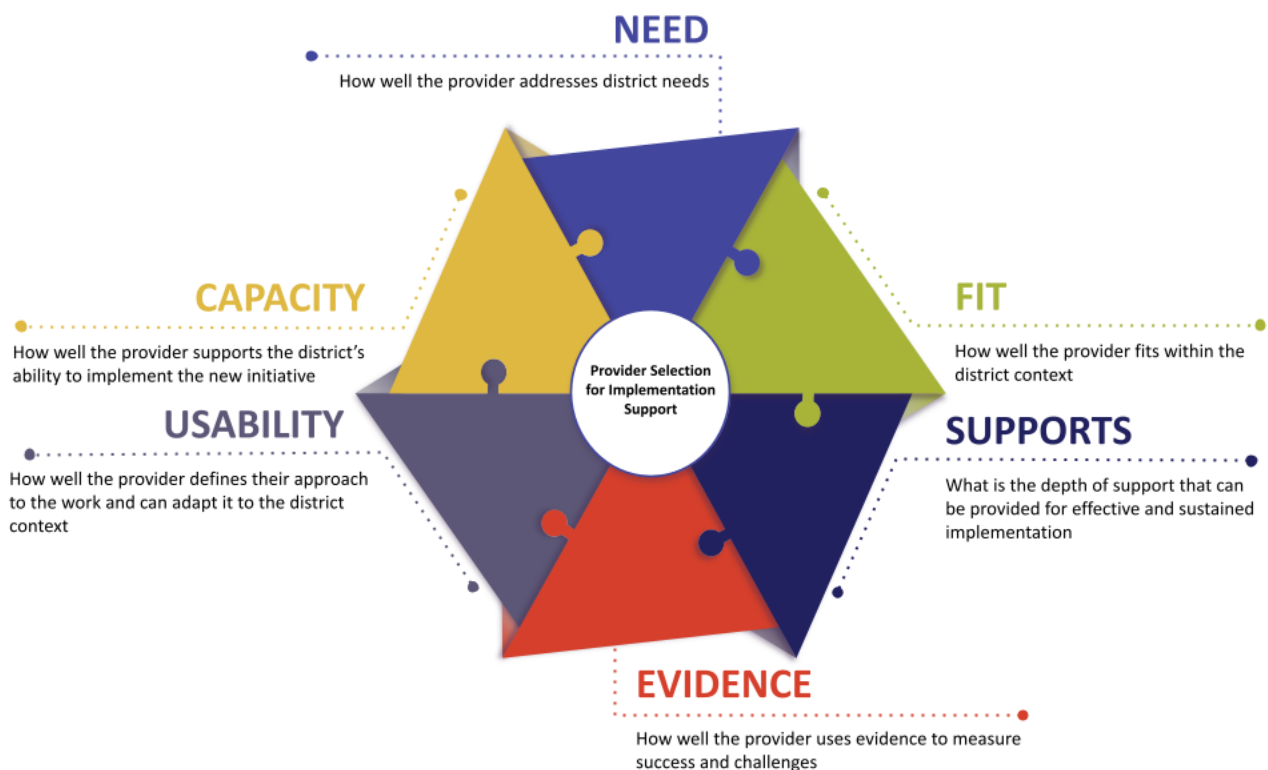 NEED
How well the provider addresses district needs
CAPACITY
How well the provider supports the district's
ability to implement the new initiative
FIT
How well the provider fits within the
district context
Provider Selection
for Implementation
Support
USABILITY
How well the provider defines their approach
to the work and can adapt it to the district
context
SUPPORTS
What is the depth of support that can
be provided for effective and sustained
implementation
EVIDENCE
How well the provider uses evidence to measure
success and challenges